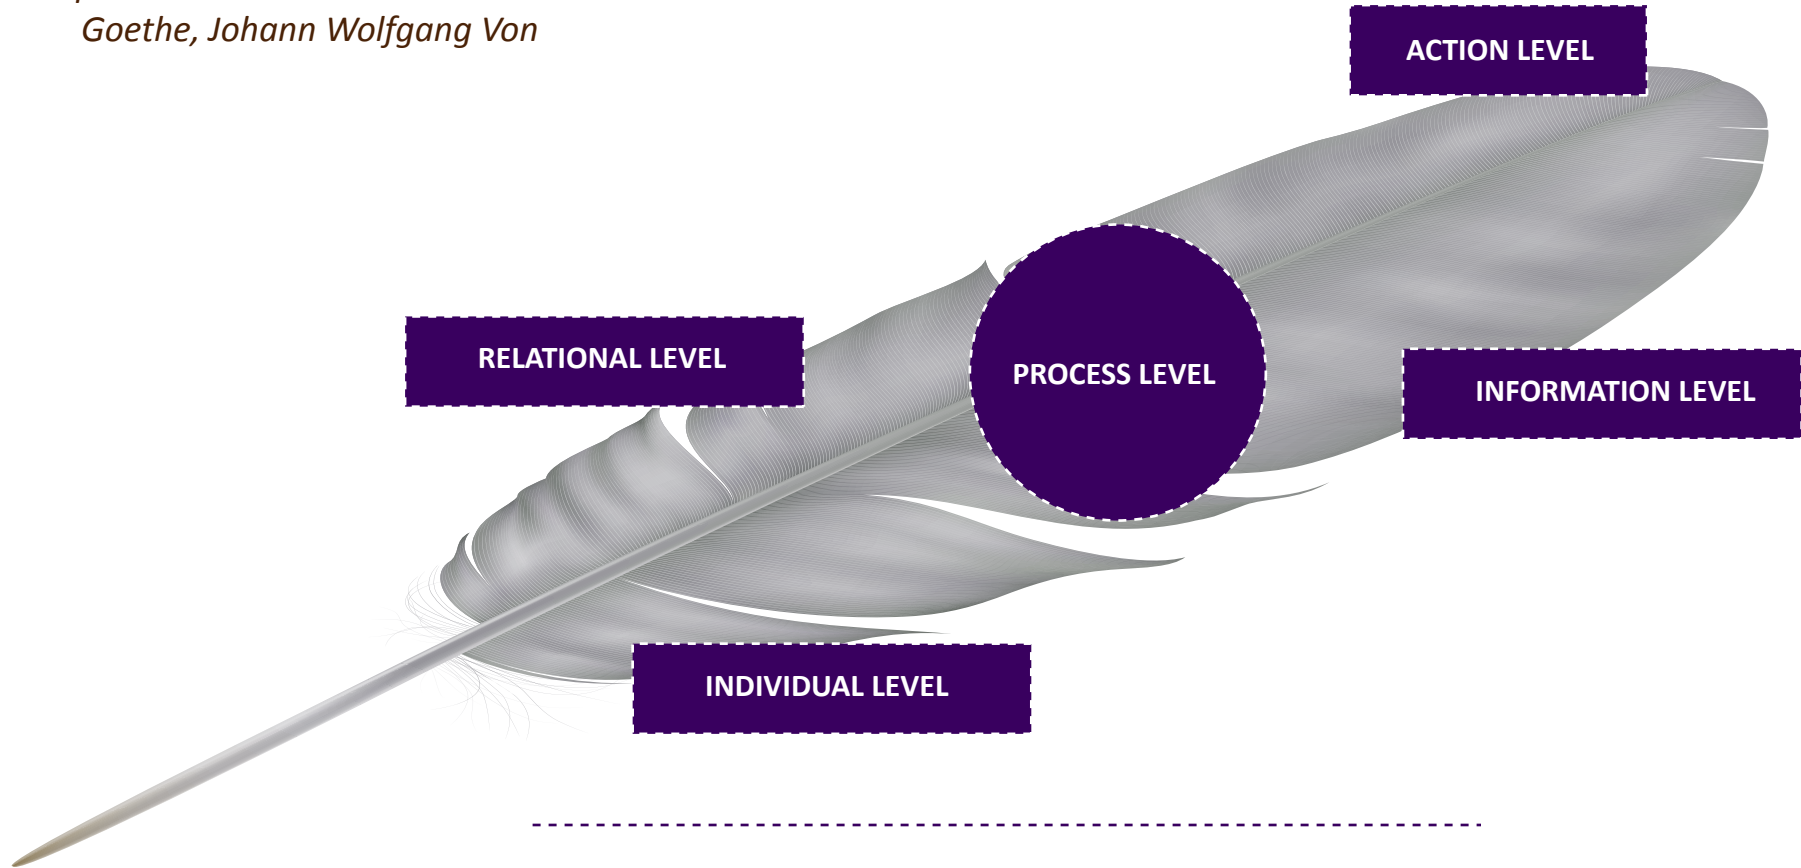 Goethe, Johann Wolfgang Von
ACTION LEVEL
RELATIONAL LEVEL
PROCESS LEVEL
INFORMATION LEVEL
INDIVIDUAL LEVEL